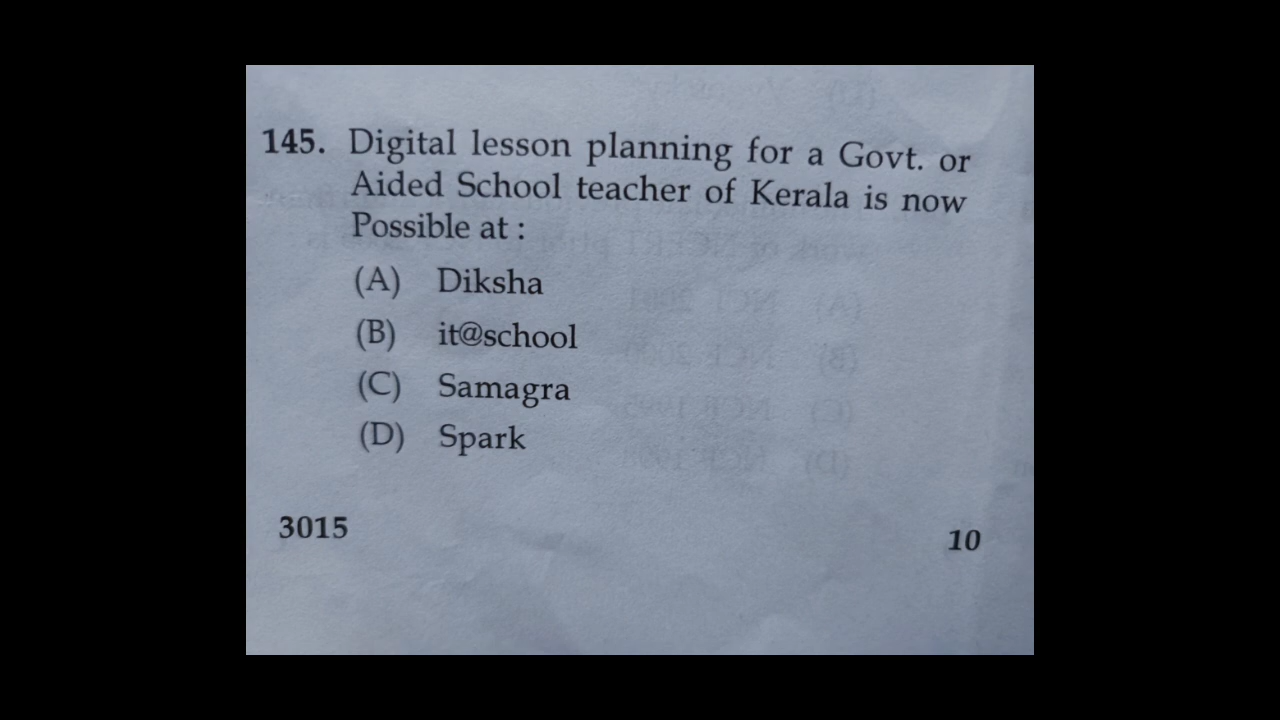 145. Digital lesson planning for a Govt. or
Aided School teacher of Kerala is now
Possible at :
(A) Diksha
(B) it@school
(C) Samagra
(D) Spark
3015 10